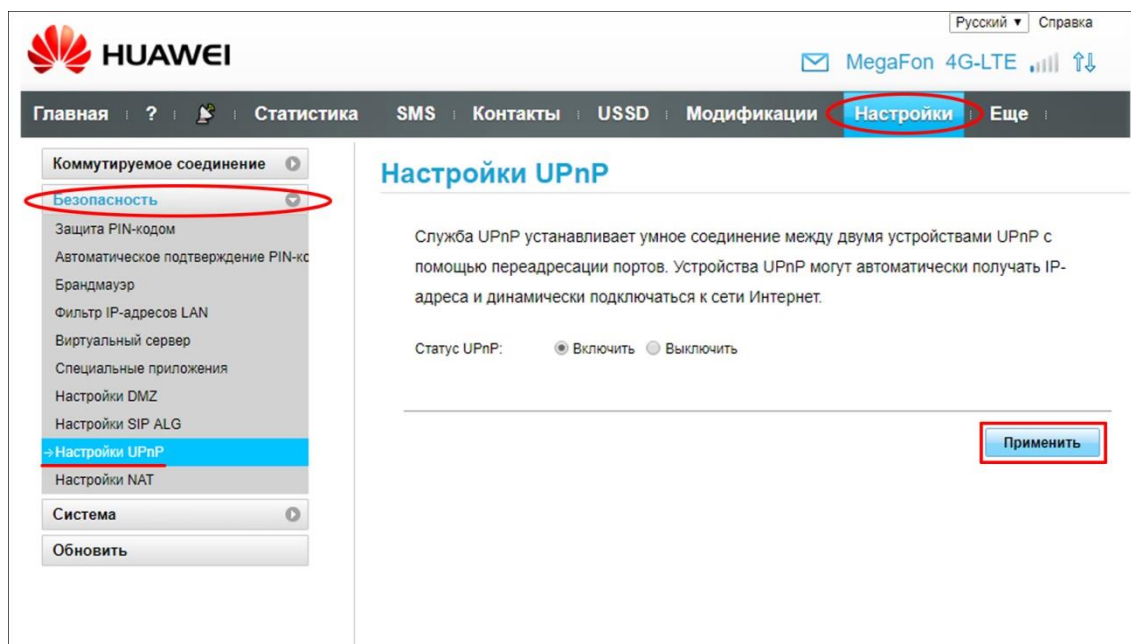 Русский Справка
HUAWEI
MegaFon 4G-LTE
Главная ? Статистика SMS Контакты USSD Модификации Настройки Еще
Коммутируемое соединение
Безопасность
Защита PIN-кодом
Автоматическое подтверждение PIN-кс
Брандмауэр
Фильтр IP-адресов LAN
Виртуальный сервер
Специальные приложения
Настройки DMZ
Настройки SIP ALG
Настройки UPnP
Настройки NAT
Система
Обновить
Настройки UPnP
Служба UPnP устанавливает умное соединение между двумя устройствами UPnP с
помощью переадресации портов. Устройства UPnP могут автоматически получать IP-
адреса и динамически подключаться к сети Интернет.
Статус UPnP: Включить Выключить
Применить